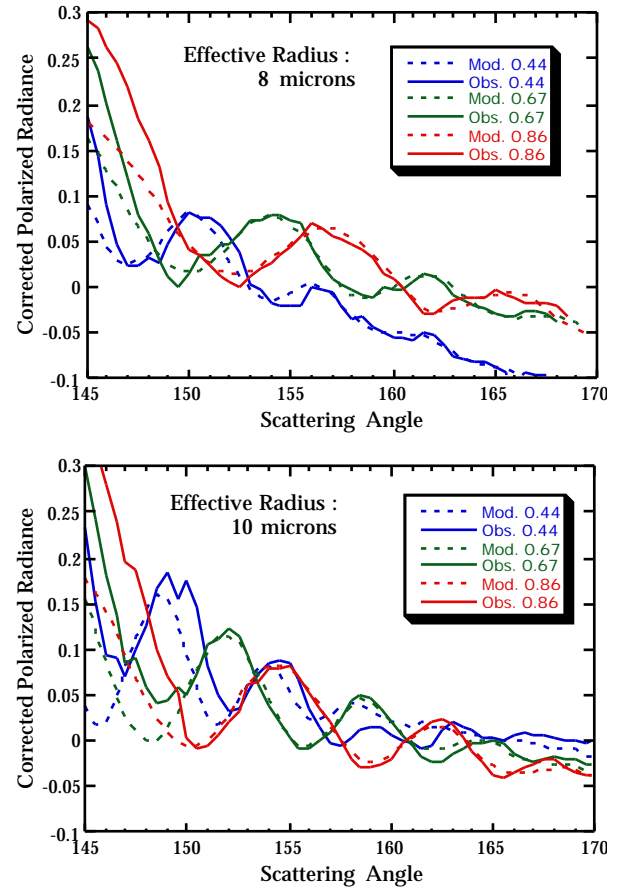 0.3
0.25
0.2
0.15
0.1
0.05
0
-0.05
-0.1
Corrected Polarized Radiance
Effective Radius :
8 microns
Mod. 0.44
Obs. 0.44
Mod. 0.67
Obs. 0.67
Mod. 0.86
Obs. 0.86
145 150 155 160 165 170
Scattering Angle
0.3
0.25
0.2
0.15
0.1
0.05
0
-0.05
-0.1
Corrected Polarized Radiance
Effective Radius :
10 microns
Mod. 0.44
Obs. 0.44
Mod. 0.67
Obs. 0.67
Mod. 0.86
Obs. 0.86
145 150 155 160 165 170
Scattering Angle